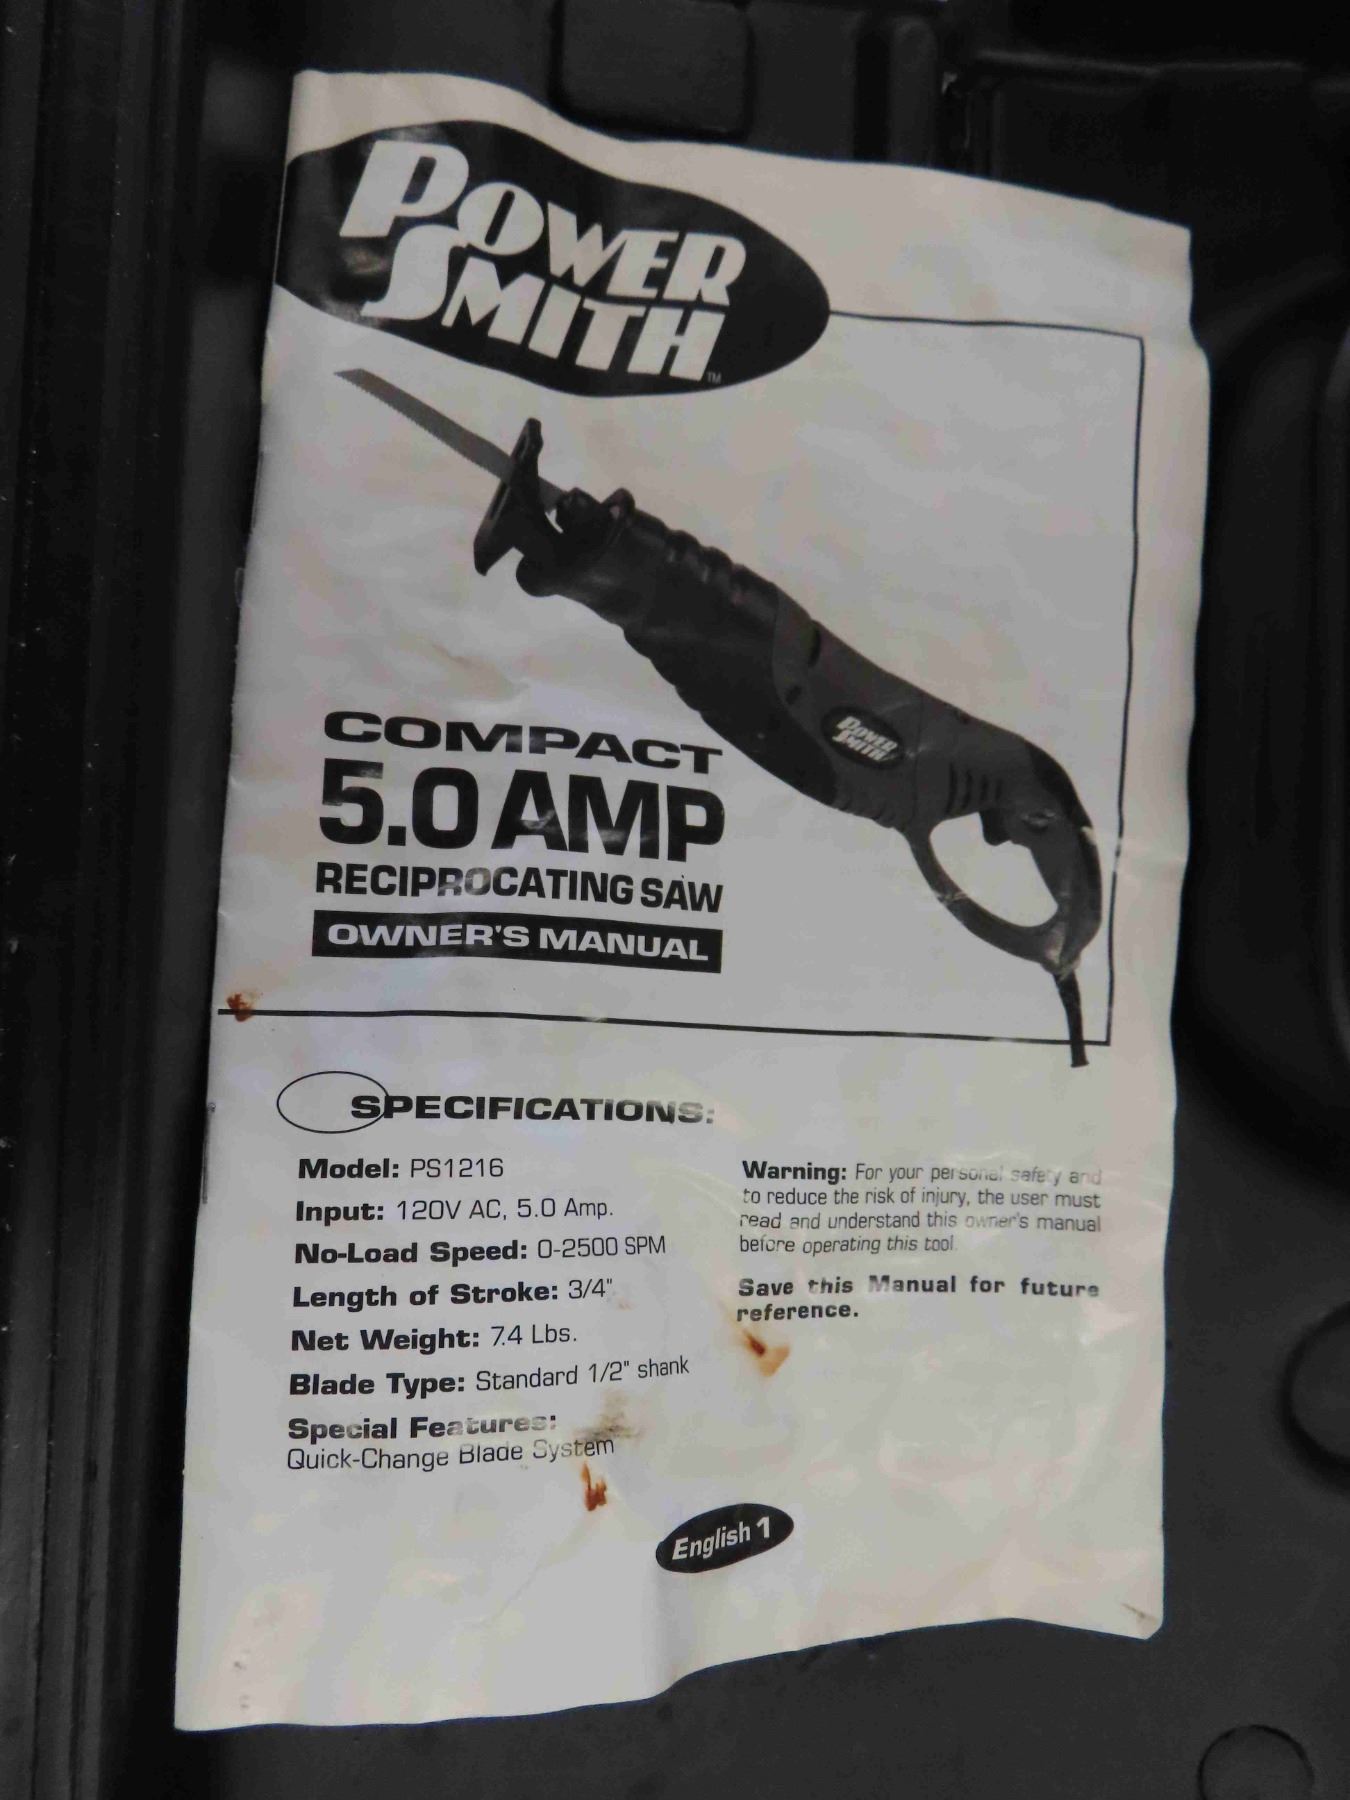 POWER
SMITH
TM
POWER
SMITH
COMPACT
5.0 AMP
RECIPROCATING SAW
OWNER'S MANUAL
SPECIFICATIONS:
Model: PS1216
Input: 120V AC, 5.0 Amp.
No-Load Speed: 0-2500 SPM
Length of Stroke: 3/4"
Net Weight: 7.4 Lbs.
Blade Type: Standard 1/2" shank
Special Features:
Quick-Change Blade System
Warning: For your personal safety and
to reduce the risk of injury, the user must
read and understand this owner's manual
before operating this tool.
Save this Manual for future
reference.
English 1